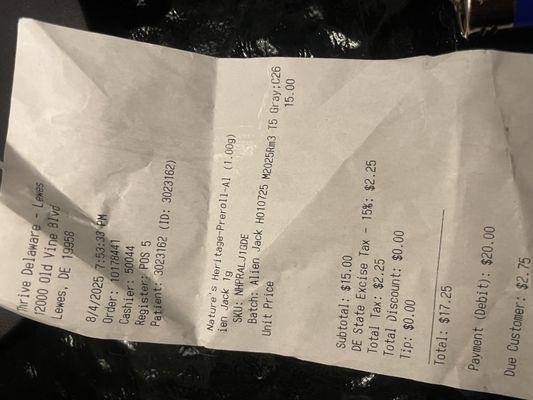 Thrive Delaware - Lewes
12000 Old Vine Blvd
Lewes, DE 19958
8/4/2025 7:53:33 PM
Order: 10178441
Cashier: 50044
Register: POS 5
Patient: 3023162 (ID: 3023162)
Nature's Heritage-Preroll-Al (1.00g)
ien Jack 1g
SKU: NHPRALJ1GDE
Batch: Alien Jack H010725 M2025Rm3 T5 Gray;C26
Unit Price 15.00
Subtotal: $15.00
DE State Excise Tax - 15%: $2.25
Total Tax: $2.25
Total Discount: $0.00
Tip: $0.00
Total: $17.25
Payment (Debit): $20.00
Due Customer: $2.75